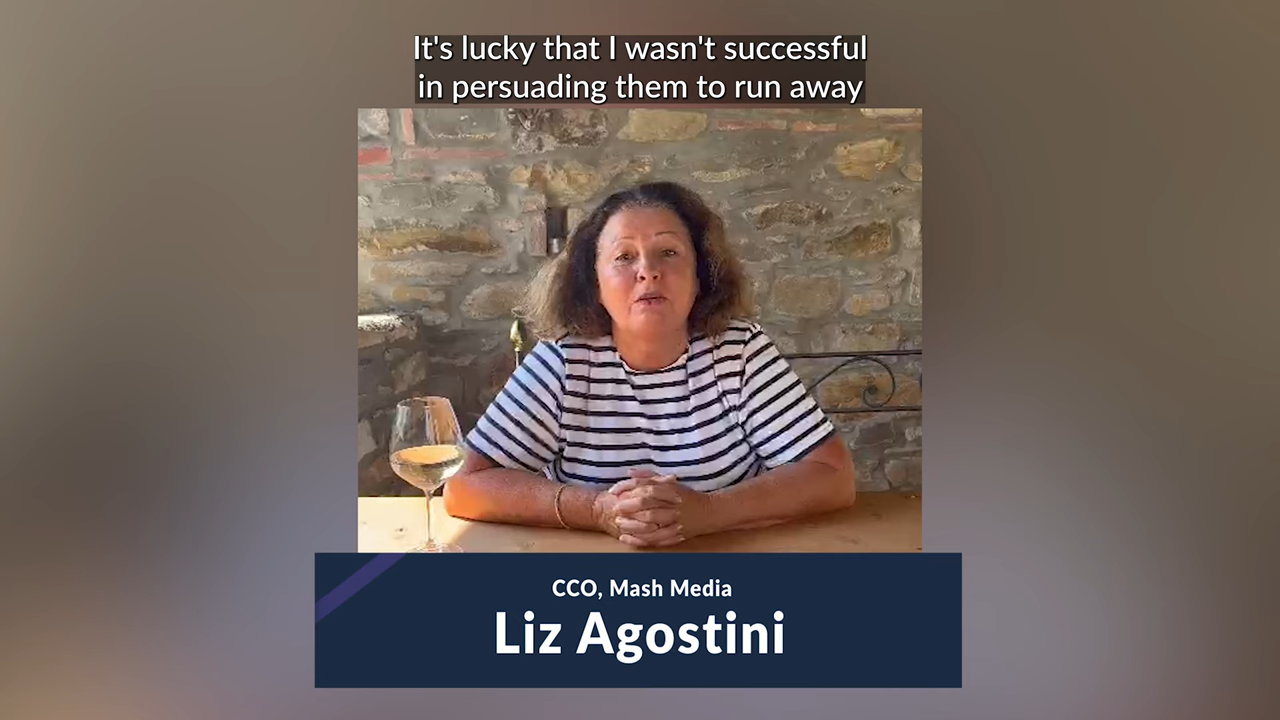 It's lucky that I wasn't successful
in persuading them to run away
CCO, Mash Media
Liz Agostini